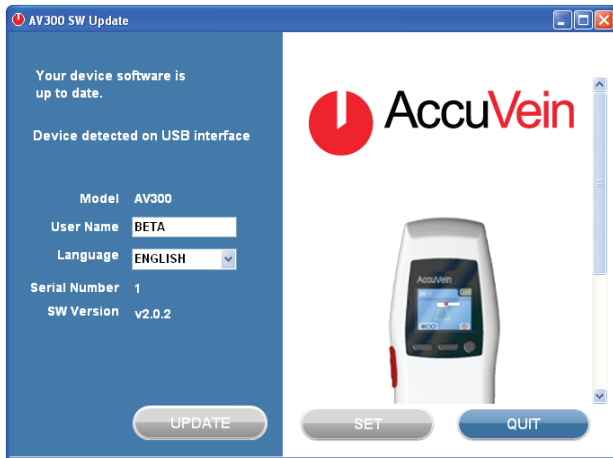 AV300 SW Update
Your device software is
up to date.
Device detected on USB interface
Model AV300
User Name BETA
Language ENGLISH
Serial Number 1
SW Version v2.0.2
UPDATE
AccuVein
AccuVein
SET
QUIT